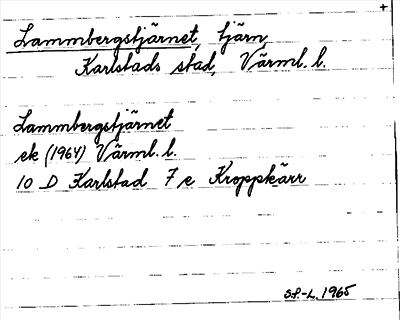 +
Lammbergstjärnet, tjärn,
Karlstads stad, Värml. l.
Lammbergstjärnet
ek (1964) Värml. l.
10 D Karlstad 7 e Kroppkärr
S.P.-L. 1965